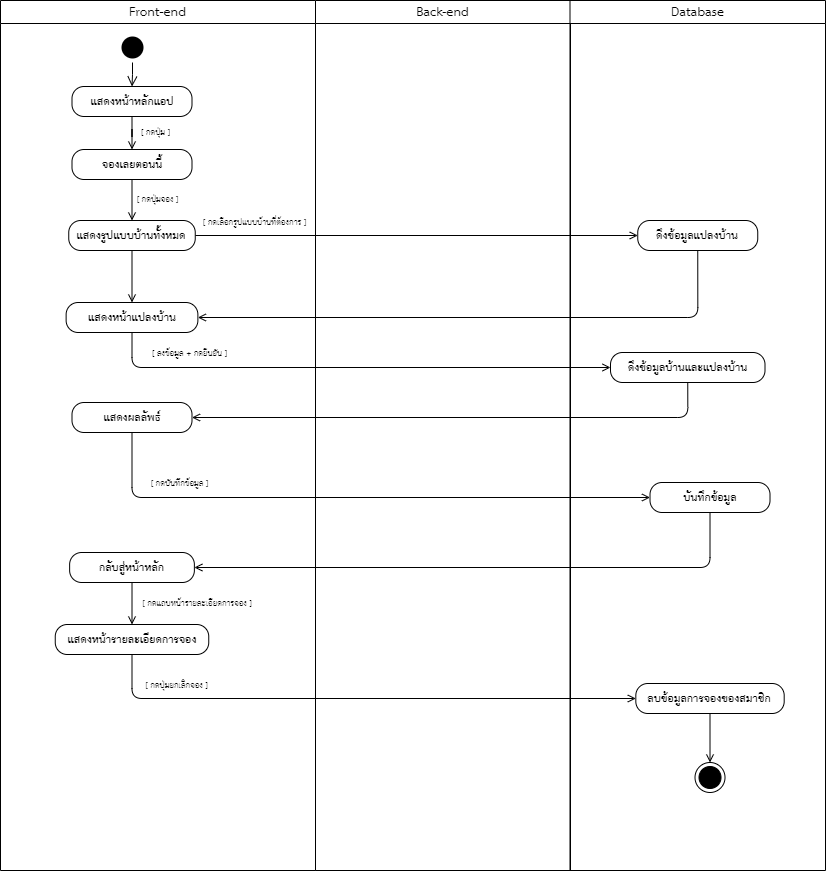 Front-end
Back-end
Database
แสดงหน้าหลักแอป
[ กดปุ่ม ]
จองเลยตอนนี้
[ กดปุ่มจอง ]
[ กดเลือกรูปแบบบ้านที่ต้องการ ]
แสดงรูปแบบบ้านทั้งหมด
ดึงข้อมูลแปลงบ้าน
แสดงหน้าแปลงบ้าน
[ ลงข้อมูล + กดยืนยัน ]
ดึงข้อมูลบ้านและแปลงบ้าน
แสดงผลลัพธ์
[ กดบันทึกข้อมูล ]
บันทึกข้อมูล
กลับสู่หน้าหลัก
[ กดแถบหน้ารายละเอียดการจอง ]
แสดงหน้ารายละเอียดการจอง
[ กดปุ่มยกเลิกจอง ]
ลบข้อมูลการจองของสมาชิก